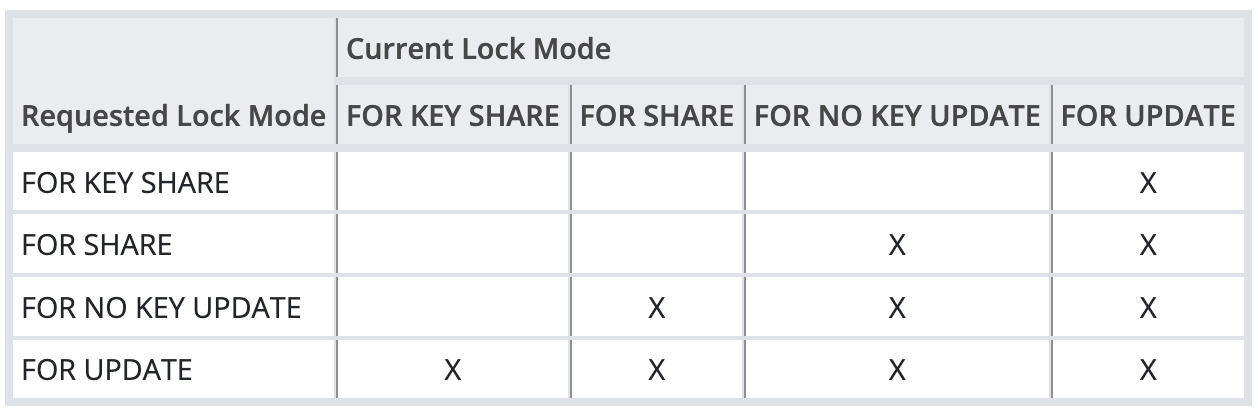 Current Lock Mode
Requested Lock Mode FOR KEY SHARE FOR SHARE FOR NO KEY UPDATE FOR UPDATE
FOR KEY SHARE X
FOR SHARE X X
FOR NO KEY UPDATE X X X
FOR UPDATE X X X X